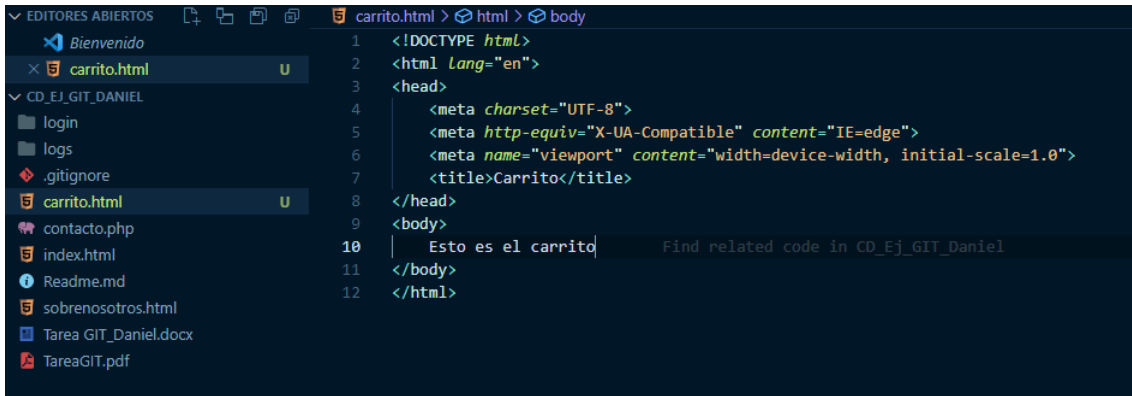 EDITORES ABIERTOS
Bienvenido
carrito.html U
CD_EJ_GIT_DANIEL
login
logs
.gitignore
carrito.html U
contacto.php
index.html
Readme.md
sobrenosotros.html
Tarea GIT_Daniel.docx
TareaGIT.pdf
carrito.html > html > body
1 <!DOCTYPE html>
2 <html lang="en">
3 <head>
4 <meta charset="UTF-8">
5 <meta http-equiv="X-UA-Compatible" content="IE=edge">
6 <meta name="viewport" content="width=device-width, initial-scale=1.0">
7 <title>Carrito</title>
8 </head>
9 <body>
10 Esto es el carrito Find related code in CD_Ej_GIT_Daniel
11 </body>
12 </html>